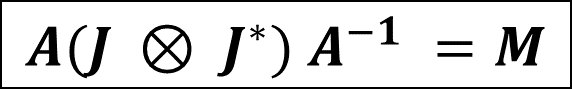 A(J ⊗ J*) A⁻¹ = M